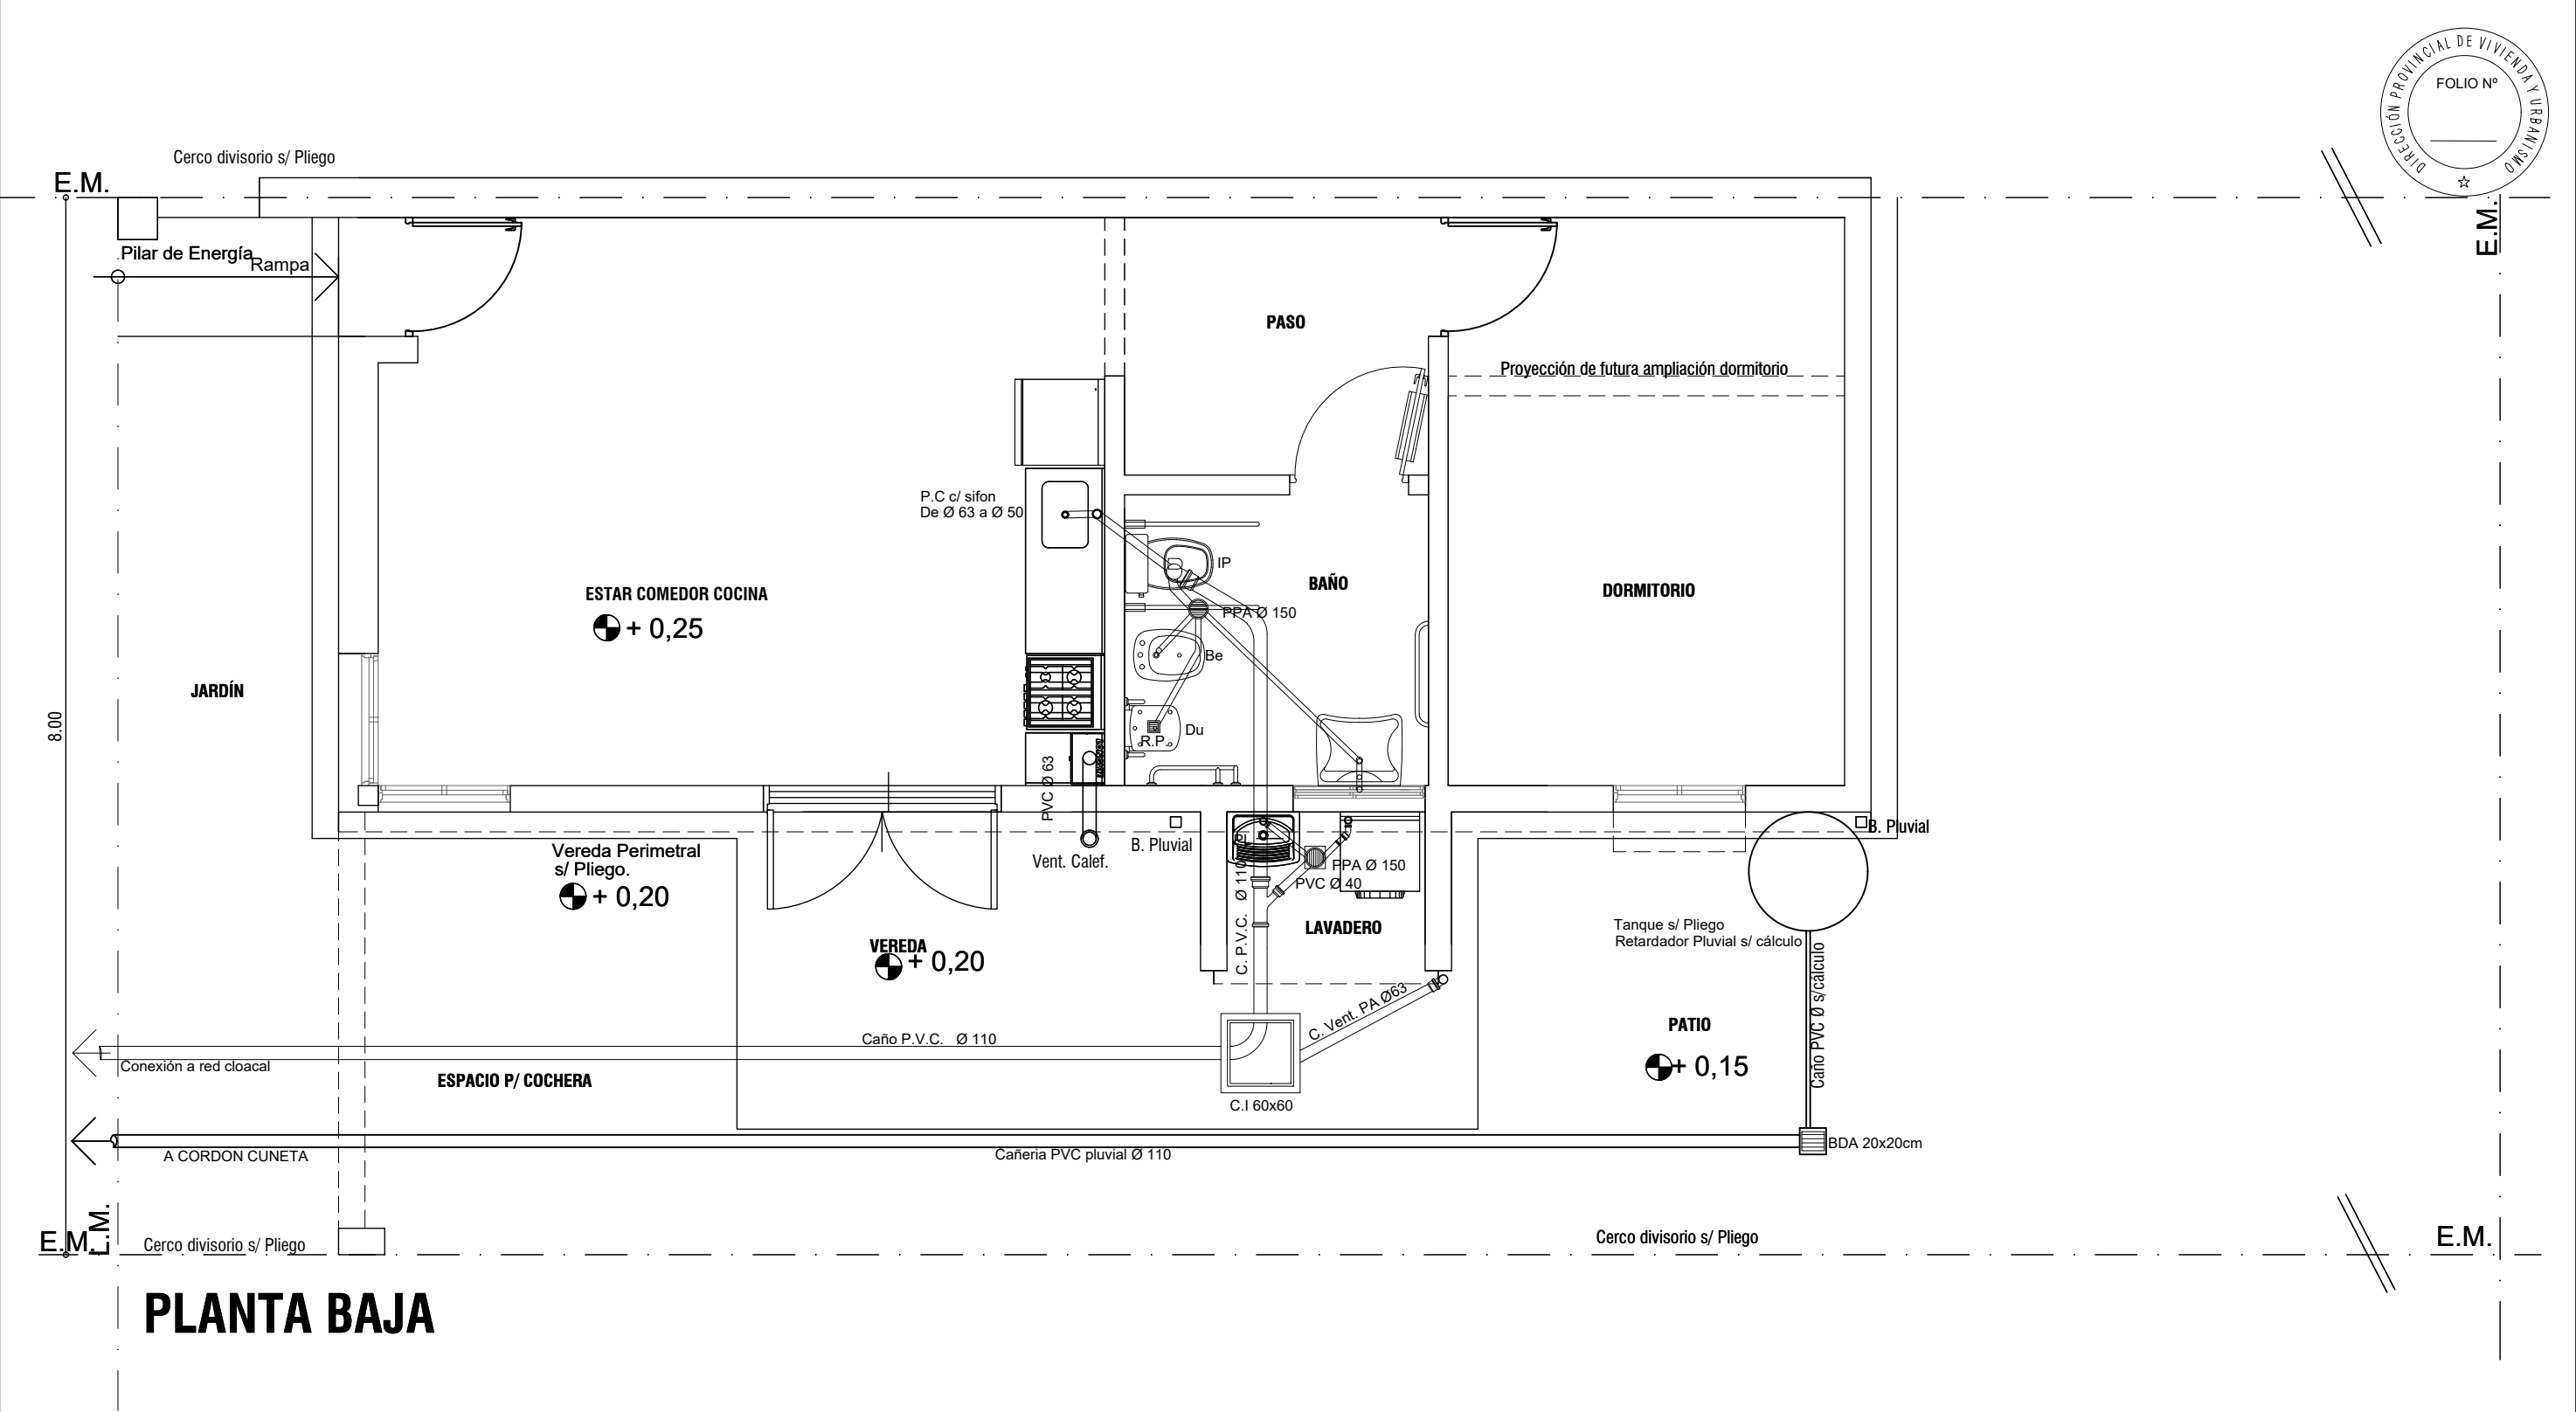 DIRECCIÓN PROVINCIAL DE VIVIENDA Y URBANISMO
FOLIO Nº
Cerco divisorio s/ Pliego
E.M.
E.M.
Pilar de Energía
Rampa
PASO
Proyección de futura ampliación dormitorio
P.C c/ sifon
De Ø 63 a Ø 50
IP
BAÑO
ESTAR COMEDOR COCINA
+ 0,25
DORMITORIO
PPA Ø 150
Be
JARDÍN
8.00
Du
R.P.
PVC Ø 63
B. Pluvial
Vereda Perimetral
s/ Pliego.
+ 0,20
Vent. Calef.
B. Pluvial
PL
PPA Ø 150
PVC Ø 40
C. P.V.C. Ø 110
LAVADERO
Tanque s/ Pliego
Retardador Pluvial s/ cálculo
VEREDA
+ 0,20
Caño PVC Ø s/cálculo
C. Vent. PA Ø63
PATIO
+ 0,15
Caño P.V.C. Ø 110
Conexión a red cloacal
ESPACIO P/ COCHERA
C.I 60x60
A CORDON CUNETA
Cañeria PVC pluvial Ø 110
BDA 20x20cm
E.M.
L.M.
Cerco divisorio s/ Pliego
Cerco divisorio s/ Pliego
E.M.
PLANTA BAJA